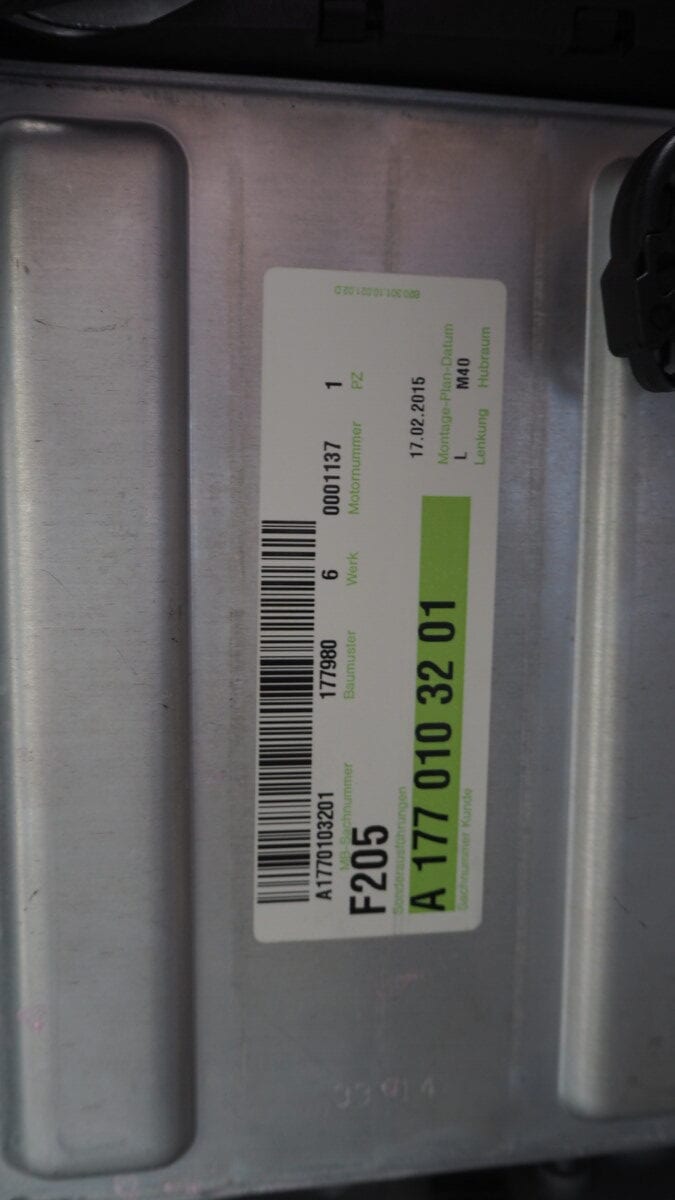 A1770103201 177980 6 0001137 1
MB-Sachnummer Baumuster Werk Motornummer PZ
F205 17.02.2015
Sonderausführungen Montage-Plan-Datum
A 177 010 32 01 L M40
Sachnummer Kunde Lenkung Hubraum